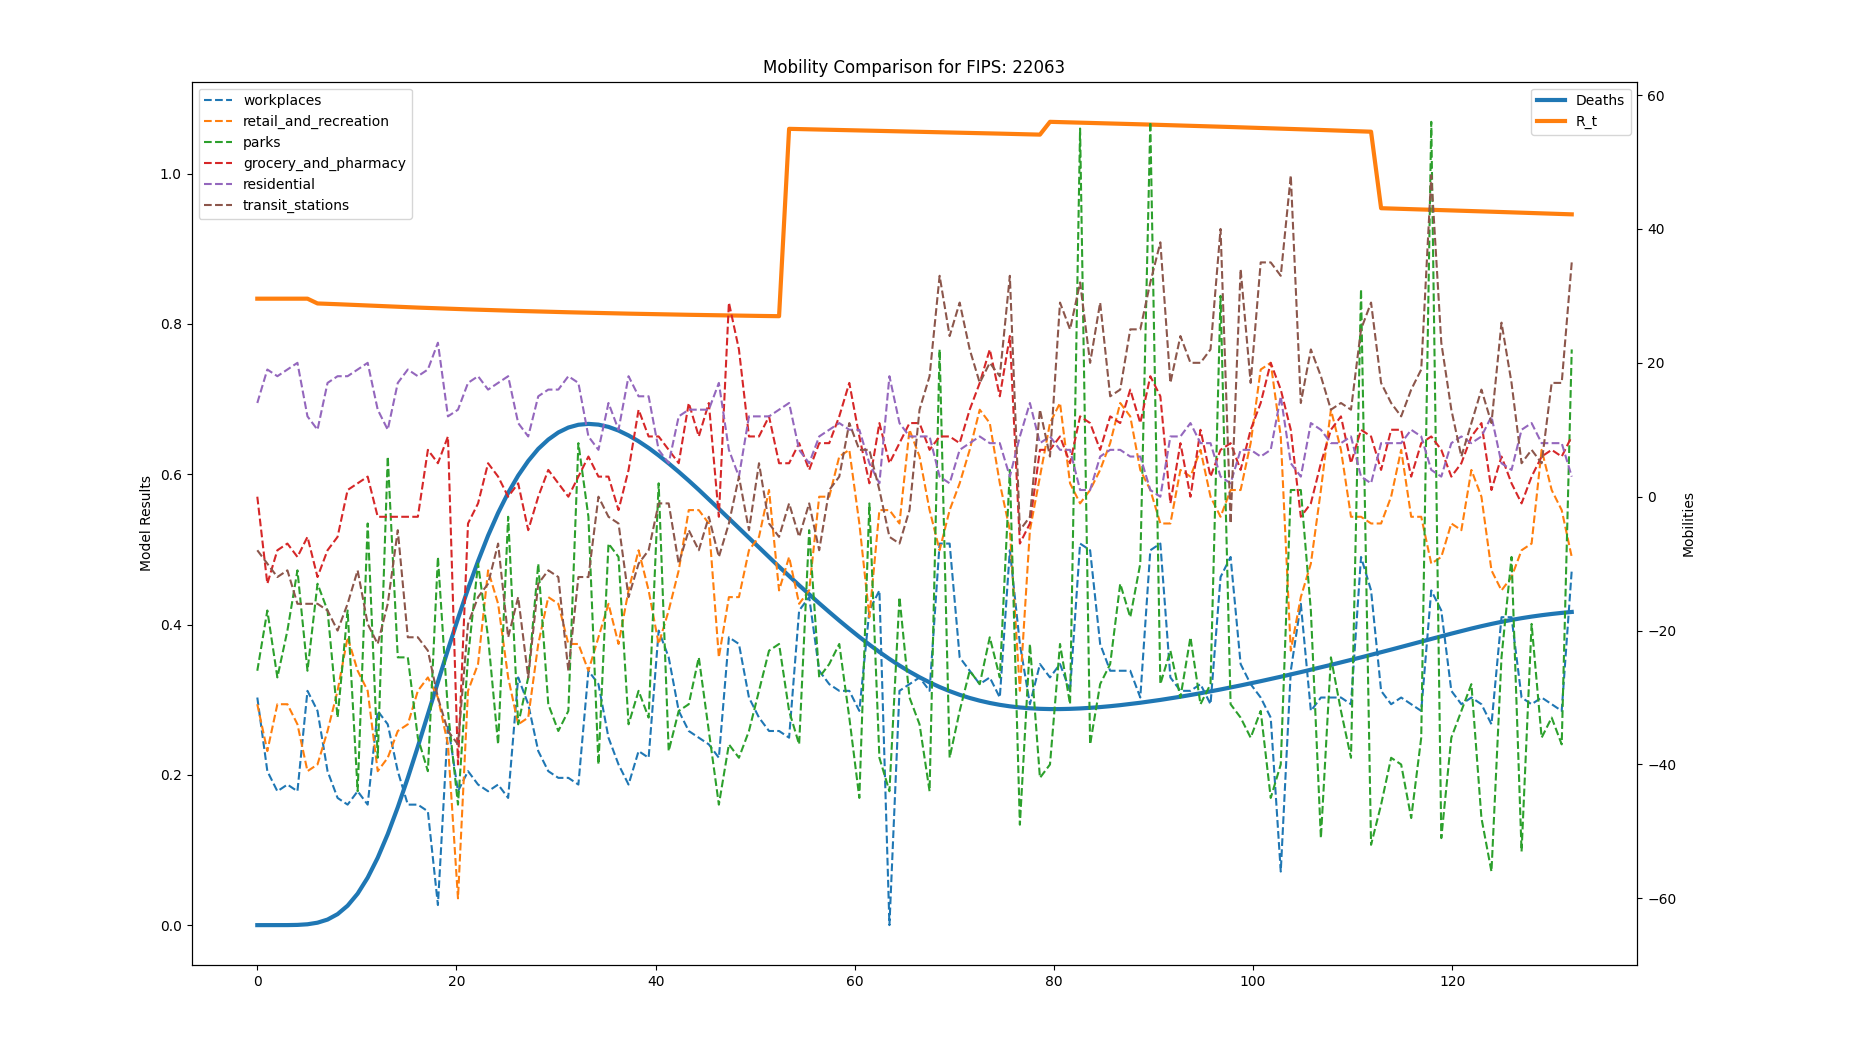 Mobility Comparison for FIPS: 22063
workplaces
retail_and_recreation
parks
grocery_and_pharmacy
residential
transit_stations
Deaths
R_t
Model Results
1.0
0.8
0.6
0.4
0.2
0.0
Mobilities
60
40
20
0
−20
−40
−60
0 20 40 60 80 100 120